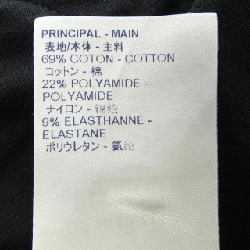 PRINCIPAL - MAIN
表地/本体 - 主料
69% COTON - COTTON
コットン - 棉
22% POLYAMIDE -
POLYAMIDE
ナイロン - 锦纶
9% ELASTHANNE -
ELASTANE
ポリウレタン - 氨纶